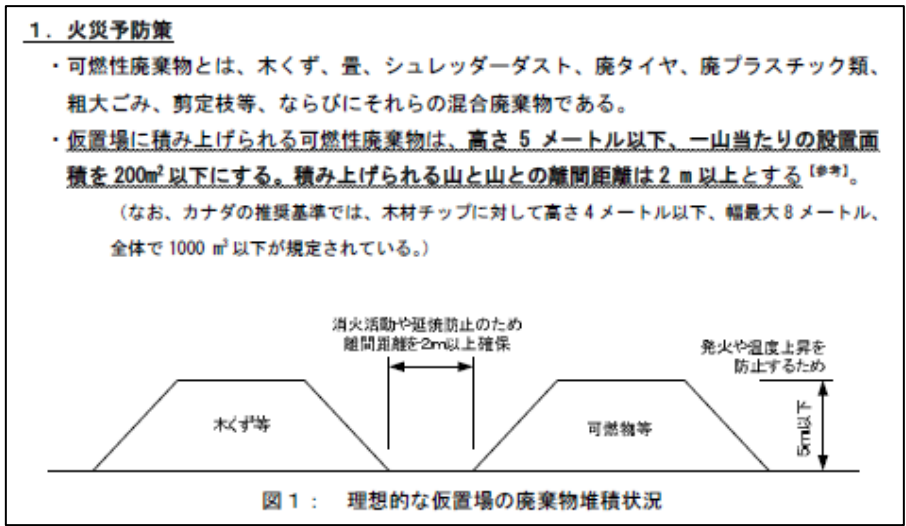 1．火災予防策
・可燃性廃棄物とは、木くず、畳、シュレッダーダスト、廃タイヤ、廃プラスチック類、
粗大ごみ、剪定枝等、ならびにそれらの混合廃棄物である。
・仮置場に積み上げられる可燃性廃棄物は、高さ 5 メートル以下、一山当たりの設置面
積を 200㎡以下にする。積み上げられる山と山との離間距離は 2 m 以上とする【参考】。
（なお、カナダの推奨基準では、木材チップに対して高さ 4 メートル以下、幅最大 8 メートル、
全体で 1000 ㎥以下が規定されている。）
消火活動や延焼防止のため
離間距離を2m以上確保
発火や温度上昇を
防止するため
木くず等
可燃物等
5m以下
図 1 ： 理想的な仮置場の廃棄物堆積状況